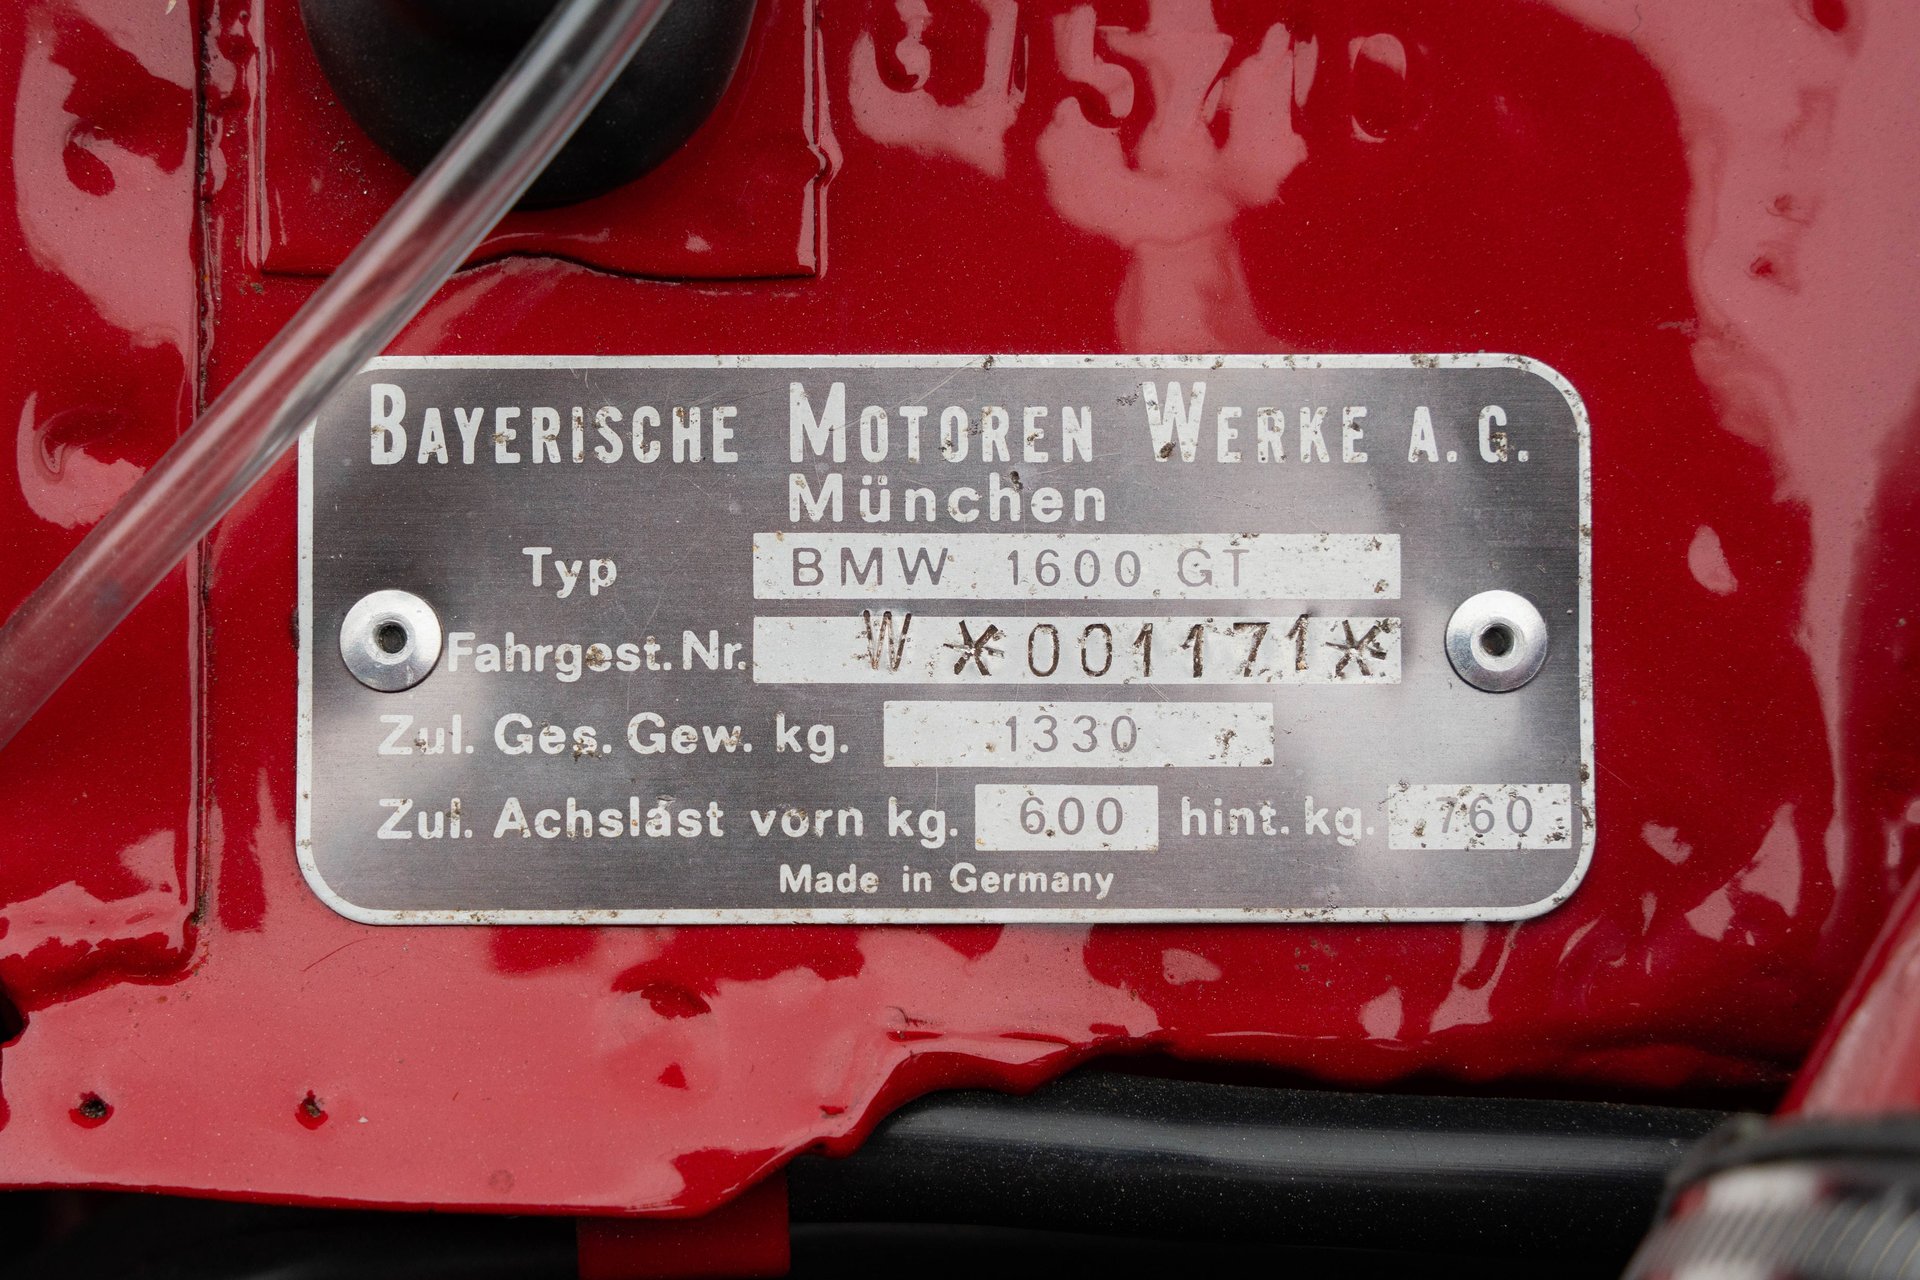 BAYERISCHE MOTOREN WERKE A.G.
München
Typ BMW 1600 GT
Fahrgest. Nr. W *001171*
Zul. Ges. Gew. kg. 1330
Zul. Achslast vorn kg. 600 hint. kg. 760
Made in Germany